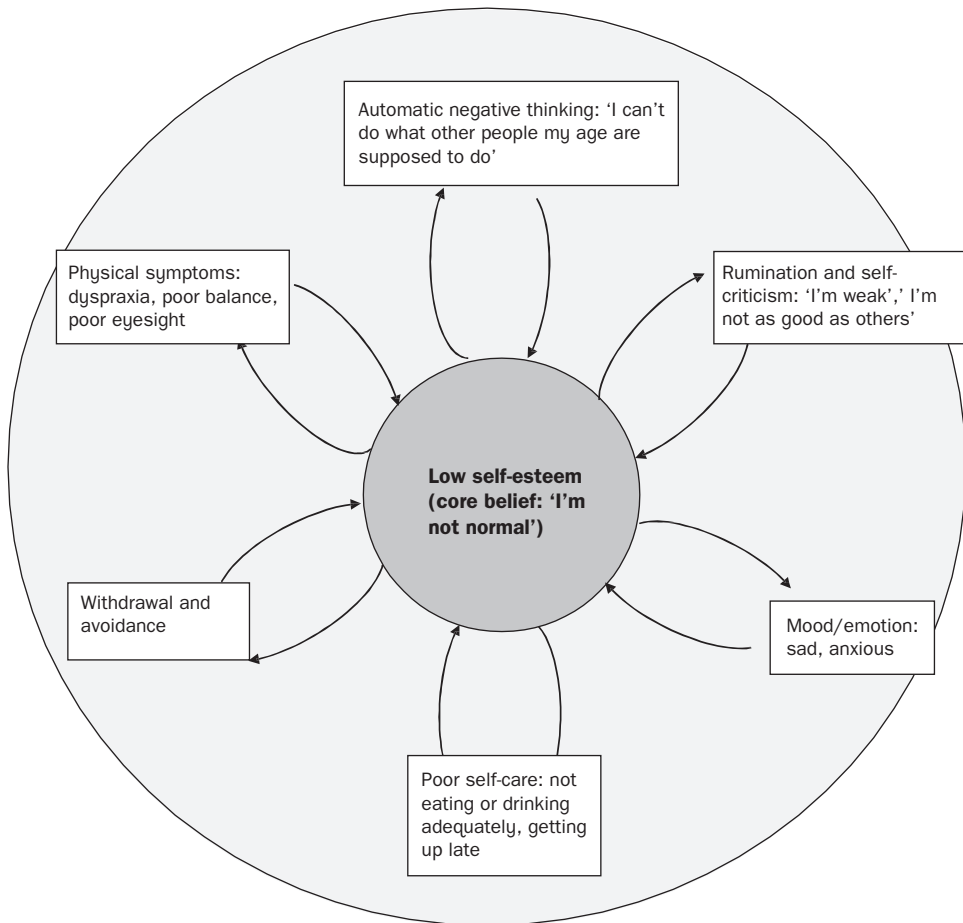 Automatic negative thinking: ‘I can’t
do what other people my age are
supposed to do’
Physical symptoms:
dyspraxia, poor balance,
poor eyesight
Rumination and self-
criticism: ‘I’m weak’,’ I’m
not as good as others’
Low self-esteem
(core belief: ‘I’m
not normal’)
Withdrawal and
avoidance
Mood/emotion:
sad, anxious
Poor self-care: not
eating or drinking
adequately, getting
up late